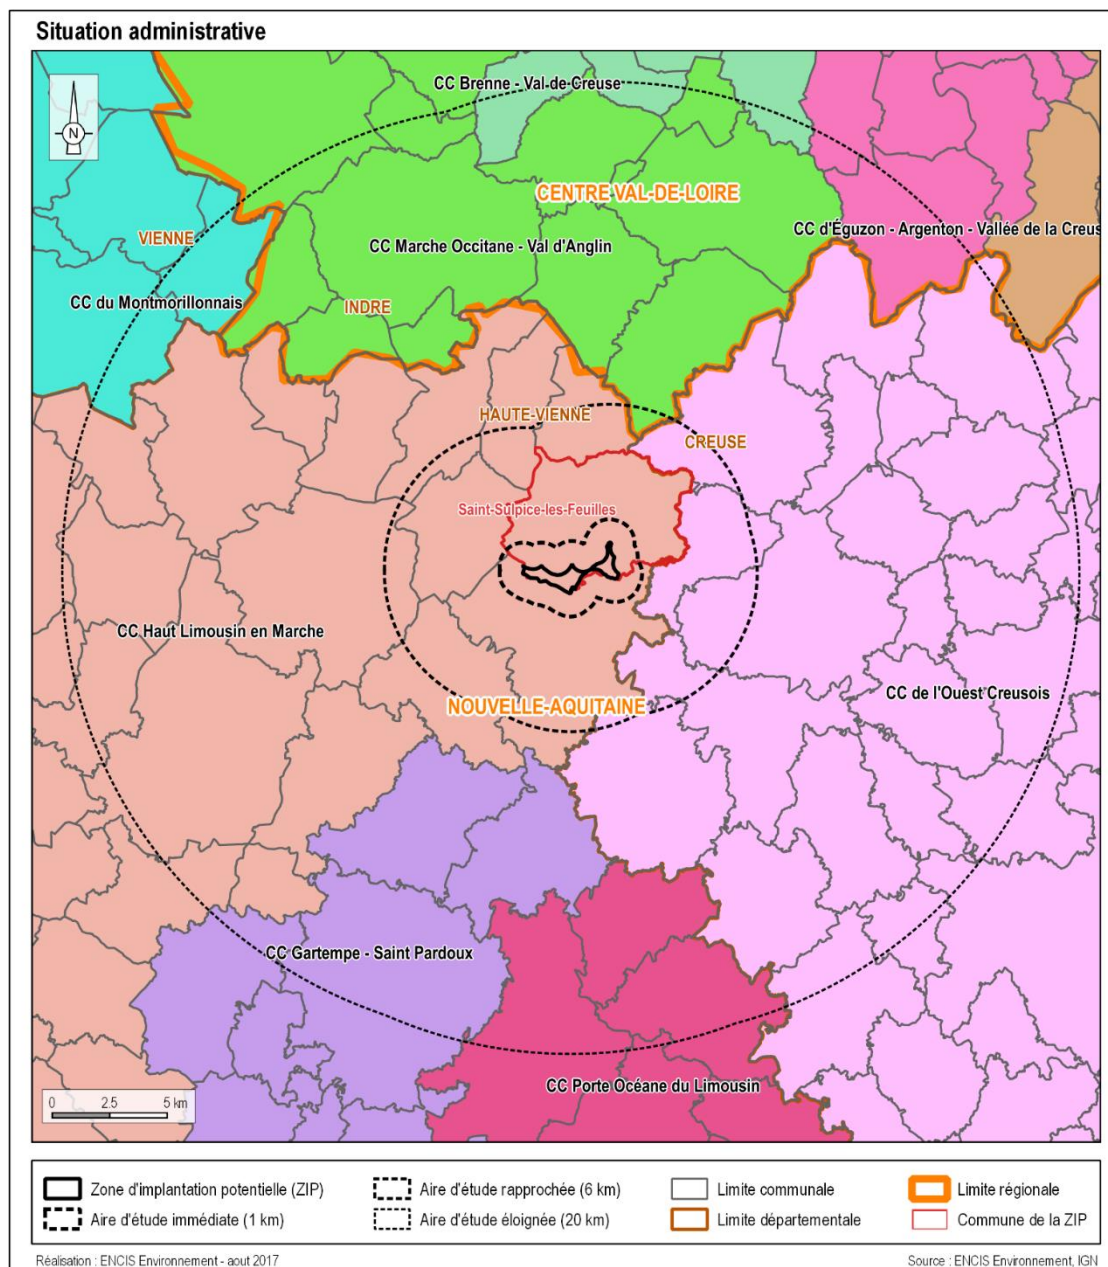 Situation administrative
N
CC Brenne - Val-de-Creuse
CENTRE VAL-DE-LOIRE
VIENNE
CC Marche Occitane - Val d'Anglin
CC d'Éguzon - Argenton - Vallée de la Creus
CC du Montmorillonnais
INDRE
HAUTE-VIENNE
CREUSE
Saint-Sulpice-les-Feuilles
CC Haut Limousin en Marche
CC de l'Ouest Creusois
NOUVELLE-AQUITAINE
CC Gartempe - Saint Pardoux
CC Porte Océane du Limousin
0 2.5 5 km
Zone d'implantation potentielle (ZIP)
Aire d'étude immédiate (1 km)
Aire d'étude rapprochée (6 km)
Aire d'étude éloignée (20 km)
Limite communale
Limite départementale
Limite régionale
Commune de la ZIP
Réalisation : ENCIS Environnement - aout 2017
Source : ENCIS Environnement, IGN